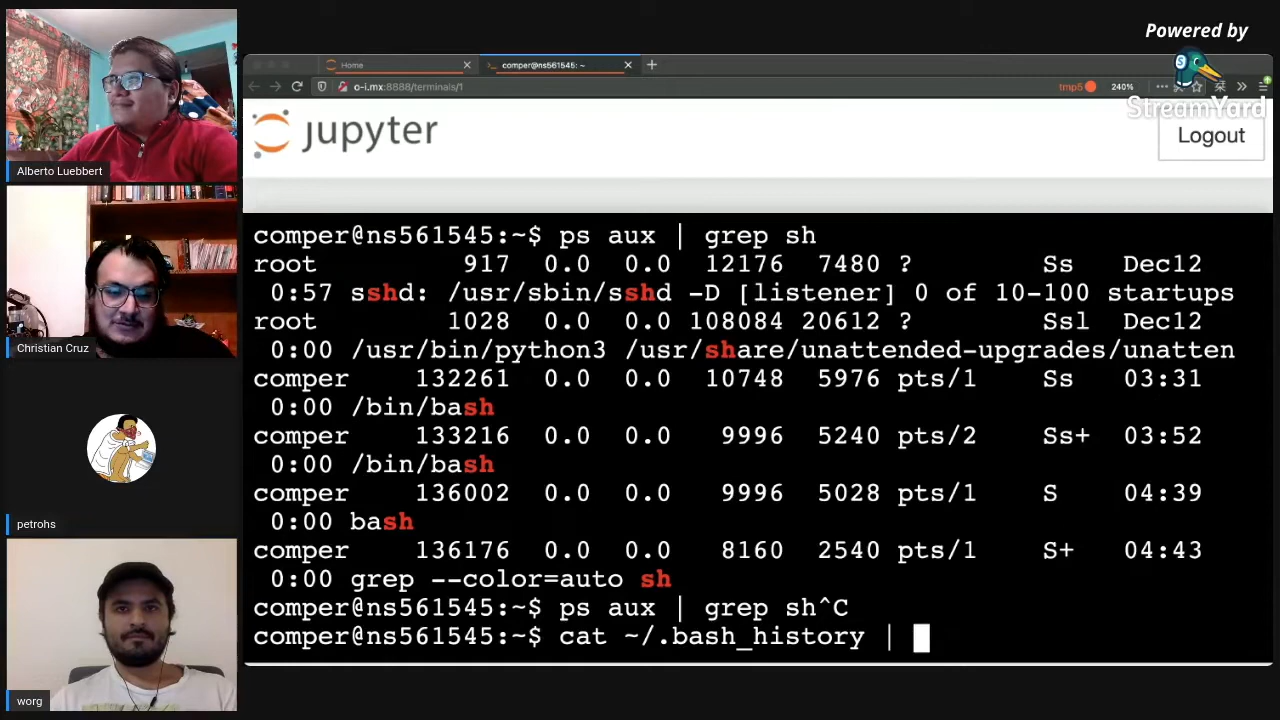 Powered by
StreamYard
Home
comper@ns561545: ~
o-i.mx:8888/terminals/1
tmp5
240%
jupyter
Logout
comper@ns561545:~$ ps aux | grep sh
root 917 0.0 0.0 12176 7480 ? Ss Dec12
0:57 sshd: /usr/sbin/sshd -D [listener] 0 of 10-100 startups
root 1028 0.0 0.0 108084 20612 ? Ssl Dec12
0:00 /usr/bin/python3 /usr/share/unattended-upgrades/unatten
comper 132261 0.0 0.0 10748 5976 pts/1 Ss 03:31
0:00 /bin/bash
comper 133216 0.0 0.0 9996 5240 pts/2 Ss+ 03:52
0:00 /bin/bash
comper 136002 0.0 0.0 9996 5028 pts/1 S 04:39
0:00 bash
comper 136176 0.0 0.0 8160 2540 pts/1 S+ 04:43
0:00 grep --color=auto sh
comper@ns561545:~$ ps aux | grep sh^C
comper@ns561545:~$ cat ~/.bash_history |
Alberto Luebbert
Christian Cruz
petrohs
worg